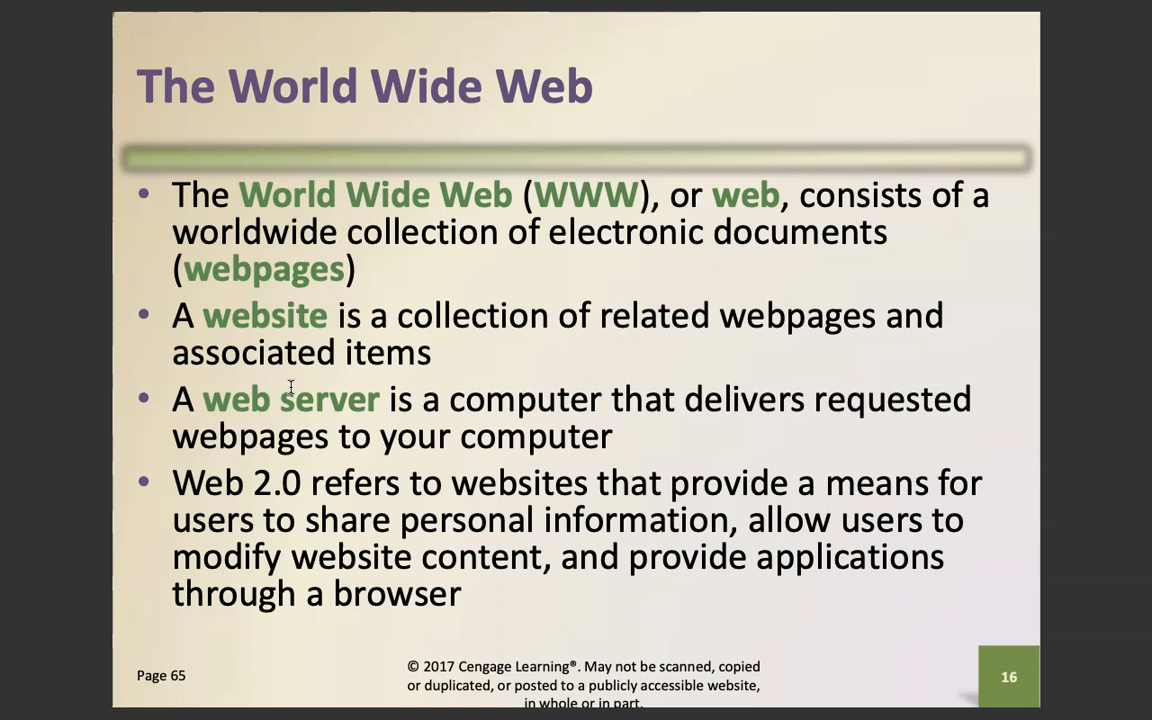 The World Wide Web
• The World Wide Web (WWW), or web, consists of a
worldwide collection of electronic documents
(webpages)
• A website is a collection of related webpages and
associated items
• A web server is a computer that delivers requested
webpages to your computer
• Web 2.0 refers to websites that provide a means for
users to share personal information, allow users to
modify website content, and provide applications
through a browser
Page 65
© 2017 Cengage Learning®. May not be scanned, copied
or duplicated, or posted to a publicly accessible website,
in whole or in part.
16